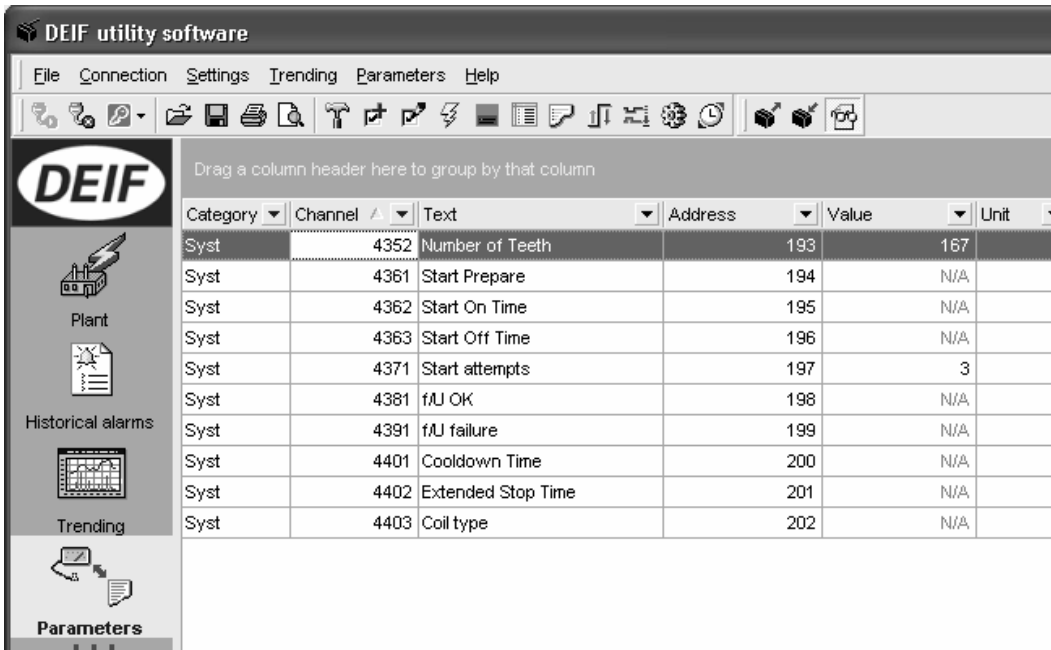 DEIF utility software
File Connection Settings Trending Parameters Help
DEIF
Drag a column header here to group by that column
Category Channel Text Address Value Unit
Syst 4352 Number of Teeth 193 167
Syst 4361 Start Prepare 194 N/A
Syst 4362 Start On Time 195 N/A
Syst 4363 Start Off Time 196 N/A
Syst 4371 Start attempts 197 3
Syst 4381 f/U OK 198 N/A
Syst 4391 f/U failure 199 N/A
Syst 4401 Cooldown Time 200 N/A
Syst 4402 Extended Stop Time 201 N/A
Syst 4403 Coil type 202 N/A
Plant
Historical alarms
Trending
Parameters